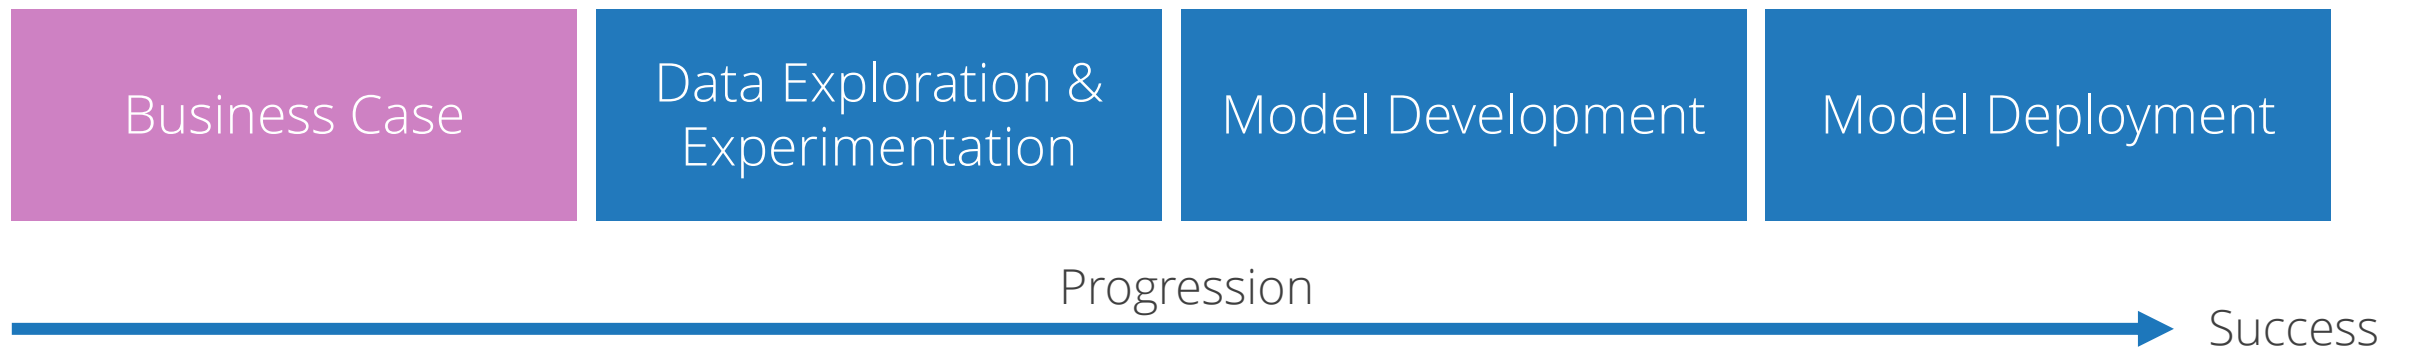 Business Case
Data Exploration &
Experimentation
Model Development
Model Deployment
Progression
Success